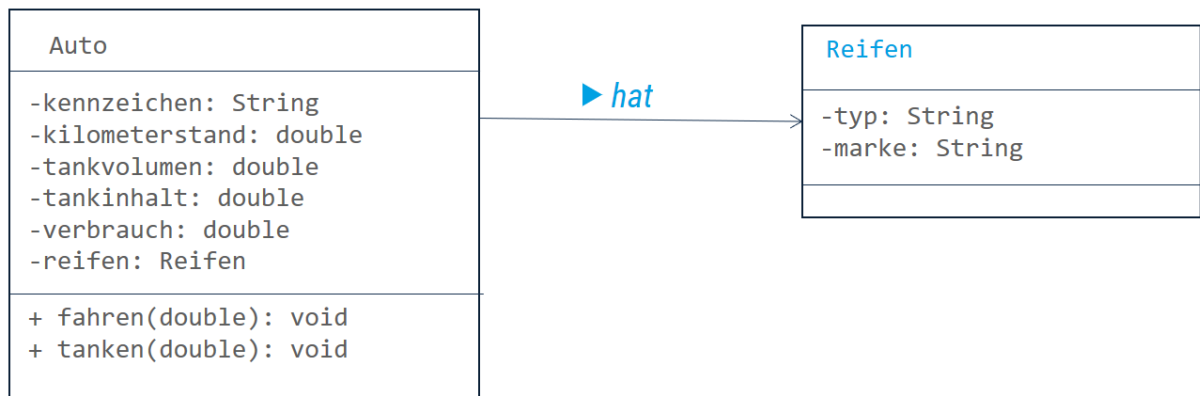 Auto
-kennzeichen: String
-kilometerstand: double
-tankvolumen: double
-tankinhalt: double
-verbrauch: double
-reifen: Reifen
+ fahren(double): void
+ tanken(double): void
▶ hat
Reifen
-typ: String
-marke: String